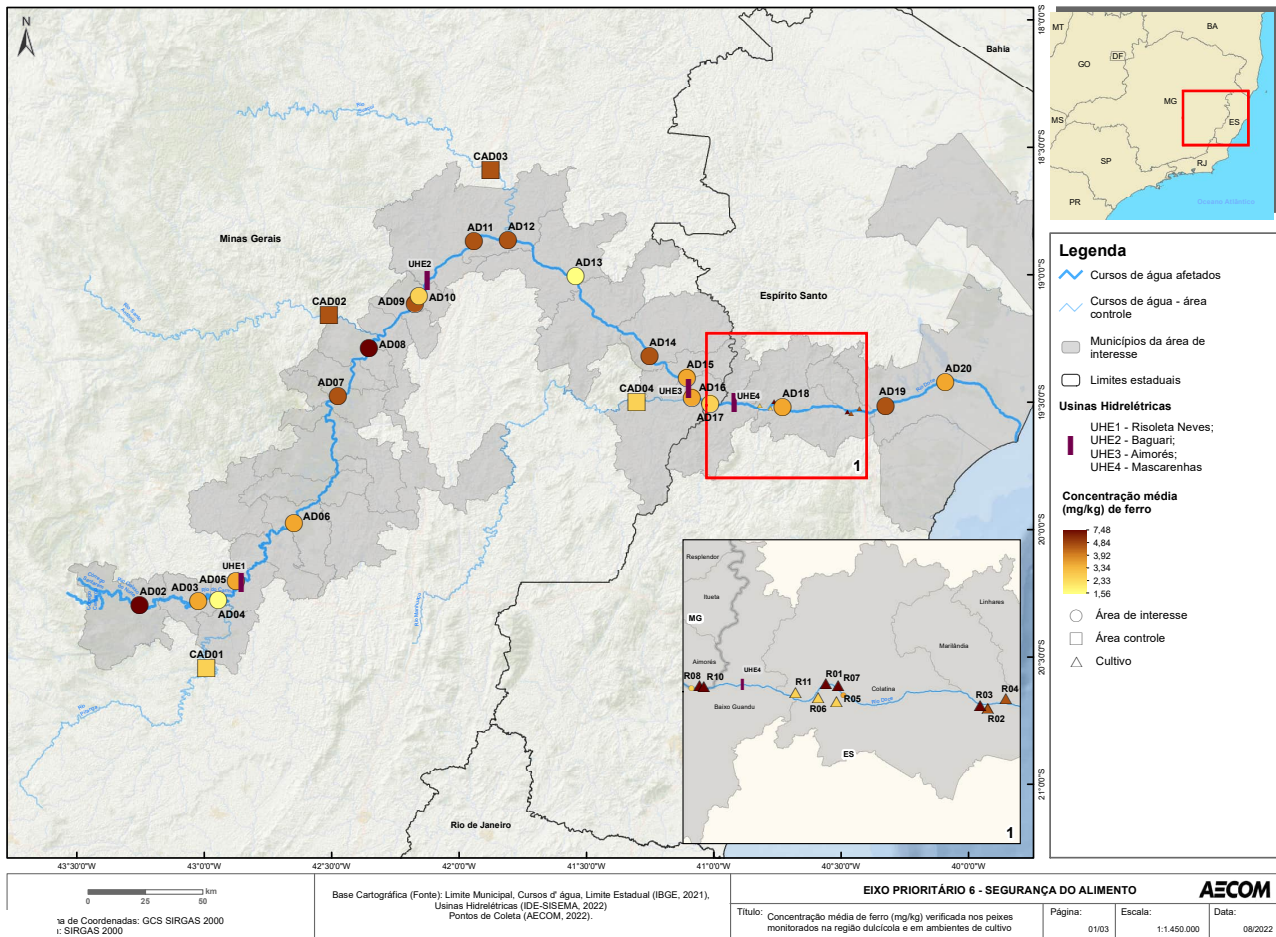 N
Bahia
Minas Gerais
Espírito Santo
Rio de Janeiro
CAD03
AD11
AD12
UHE2
AD13
AD09
AD10
CAD02
AD08
AD14
AD15
AD07
CAD04
UHE3
AD16
UHE4
AD17
AD18
AD19
AD20
1
AD06
UHE1
AD05
AD02
AD03
AD04
CAD01
Rio Doce
18°0'0"S
18°30'0"S
19°0'0"S
19°30'0"S
20°0'0"S
20°30'0"S
21°0'0"S
43°30'0"W
43°0'0"W
42°30'0"W
42°0'0"W
41°30'0"W
41°0'0"W
40°30'0"W
40°0'0"W
Resplendor
Itueta
MG
Aimorés
UHE4
R08
R10
Baixo Guandu
R11
R01
R07
R06
R05
Colatina
Rio Doce
Marilândia
Linhares
R03
R04
R02
ES
1
MT
BA
DF
GO
MG
ES
MS
SP
RJ
PR
Oceano Atlântico
Legenda
Cursos de água afetados
Cursos de água - área
controle
Municípios da área de
interesse
Limites estaduais
Usinas Hidrelétricas
UHE1 - Risoleta Neves;
UHE2 - Baguari;
UHE3 - Aimorés;
UHE4 - Mascarenhas
Concentração média
(mg/kg) de ferro
7,48
4,84
3,92
3,34
2,33
1,56
Área de interesse
Área controle
Cultivo
km
0 25 50
na de Coordenadas: GCS SIRGAS 2000
: SIRGAS 2000
Base Cartográfica (Fonte): Limite Municipal, Cursos d' água, Limite Estadual (IBGE, 2021),
Usinas Hidrelétricas (IDE-SISEMA, 2022)
Pontos de Coleta (AECOM, 2022).
EIXO PRIORITÁRIO 6 - SEGURANÇA DO ALIMENTO
AECOM
Título: Concentração média de ferro (mg/kg) verificada nos peixes
monitorados na região dulcícola e em ambientes de cultivo
Página:
01/03
Escala:
1:1.450.000
Data:
08/2022